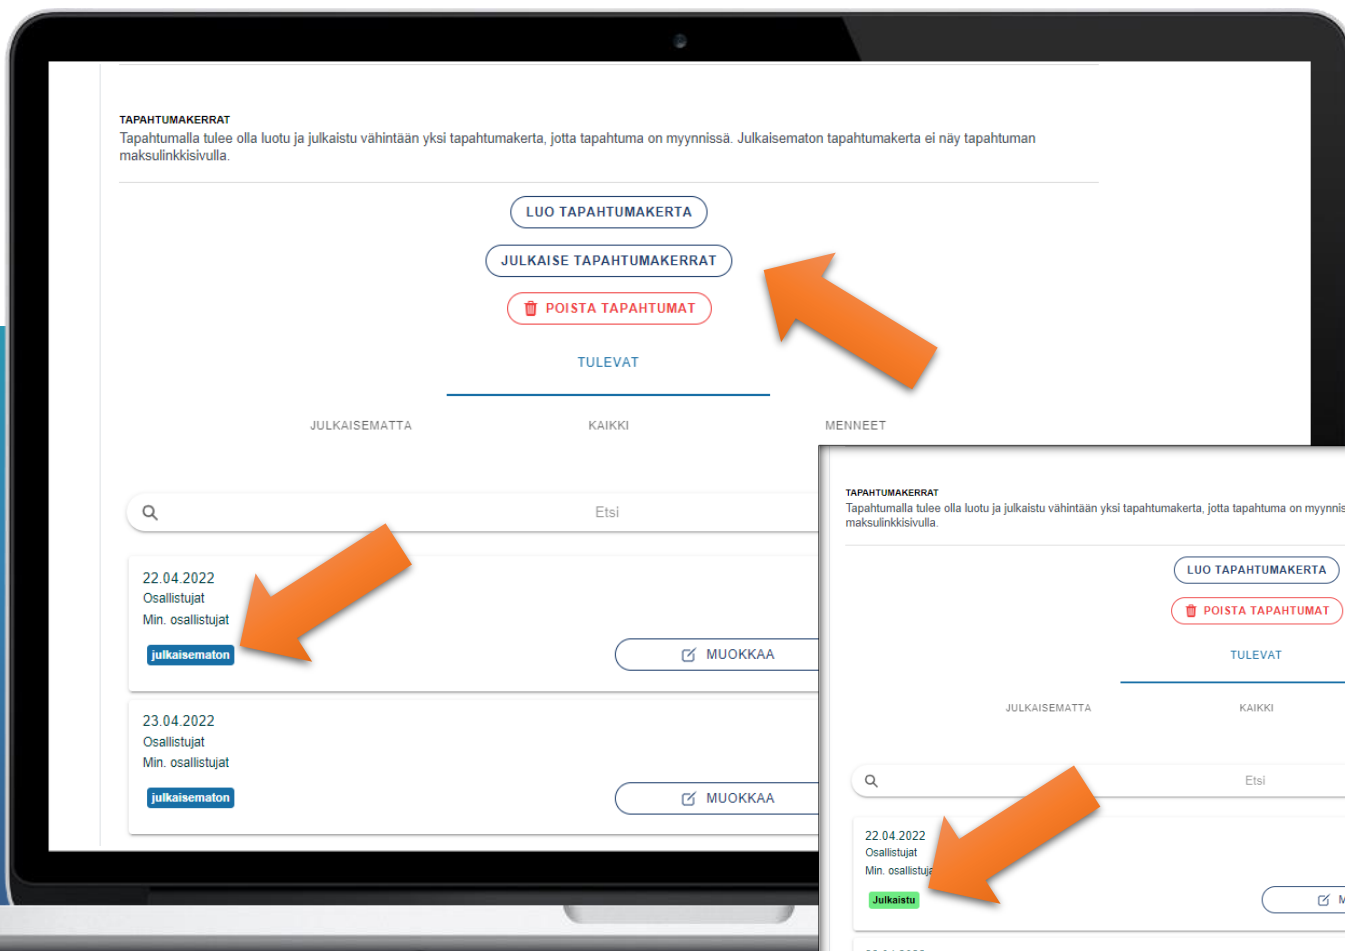 TAPAHTUMAKERRAT
Tapahtumalla tulee olla luotu ja julkaistu vähintään yksi tapahtumakerta, jotta tapahtuma on myynnissä. Julkaisematon tapahtumakerta ei näy tapahtuman
maksulinkkisivulla.
LUO TAPAHTUMAKERTA
JULKAISE TAPAHTUMAKERRAT
POISTA TAPAHTUMAT
TULEVAT
JULKAISEMATTA KAIKKI MENNEET
Etsi
22.04.2022
Osallistujat
Min. osallistujat
julkaisematon
MUOKKAA
23.04.2022
Osallistujat
Min. osallistujat
julkaisematon
MUOKKAA
TAPAHTUMAKERRAT
Tapahtumalla tulee olla luotu ja julkaistu vähintään yksi tapahtumakerta, jotta tapahtuma on myynnis
maksulinkkisivulla.
LUO TAPAHTUMAKERTA
POISTA TAPAHTUMAT
TULEVAT
JULKAISEMATTA KAIKKI
Etsi
22.04.2022
Osallistujat
Min. osallistuja
Julkaistu
M